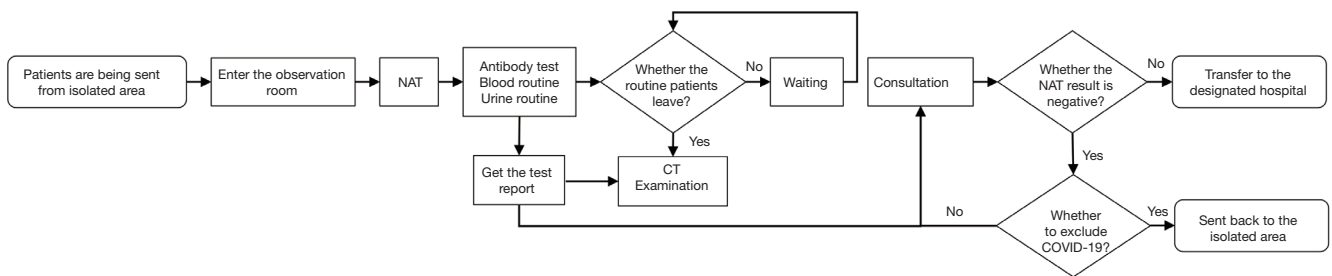 Patients are being sent
from isolated area
Enter the observation
room
NAT
Antibody test
Blood routine
Urine routine
Whether the
routine patients
leave?
No
Waiting
Yes
Get the test
report
CT
Examination
Consultation
Whether the
NAT result is
negative?
No
Transfer to the
designated hospital
Yes
No
Whether
to exclude
COVID-19?
Yes
Sent back to the
isolated area